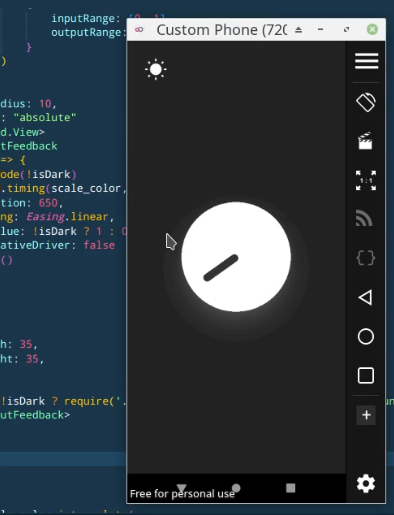 inputRange: [0, 1]
outputRange:
}
)
Custom Phone (720
dius: 10,
: "absolute"
d.View>
tFeedback
=> {
ode(!isDark)
.timing(scale_color,
tion: 650,
ng: Easing.linear,
lue: !isDark ? 1 : 0
ativeDriver: false
()
1:1
h: 35,
ht: 35,
!isDark ? require('.
un
utFeedback>
Free for personal use